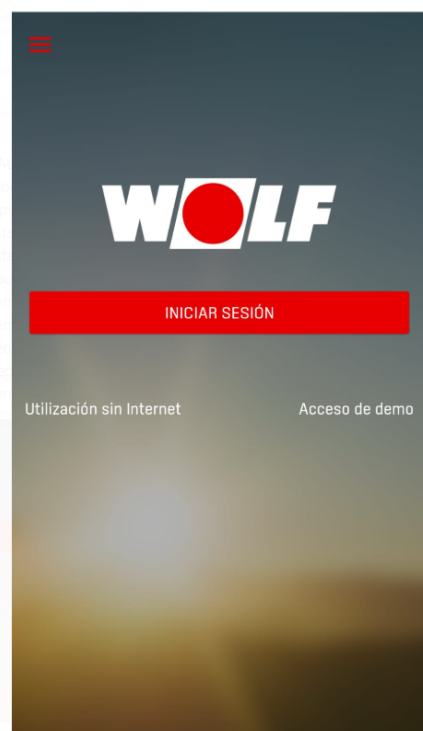 WOLF
INICIAR SESIÓN
Utilización sin Internet
Acceso de demo